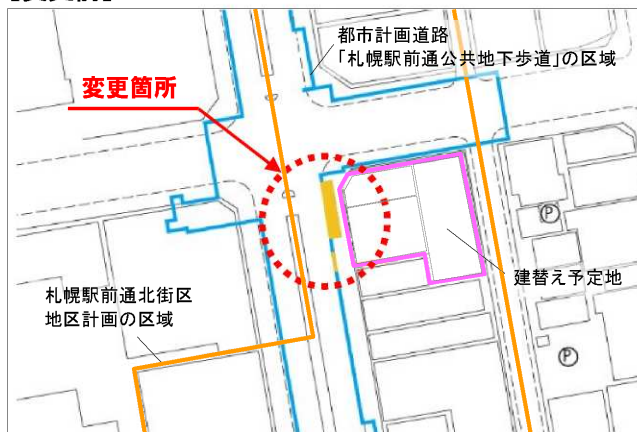 都市計画道路
「札幌駅前通公共地下歩道」の区域
変更箇所
P
建替え予定地
札幌駅前通北街区
地区計画の区域
P